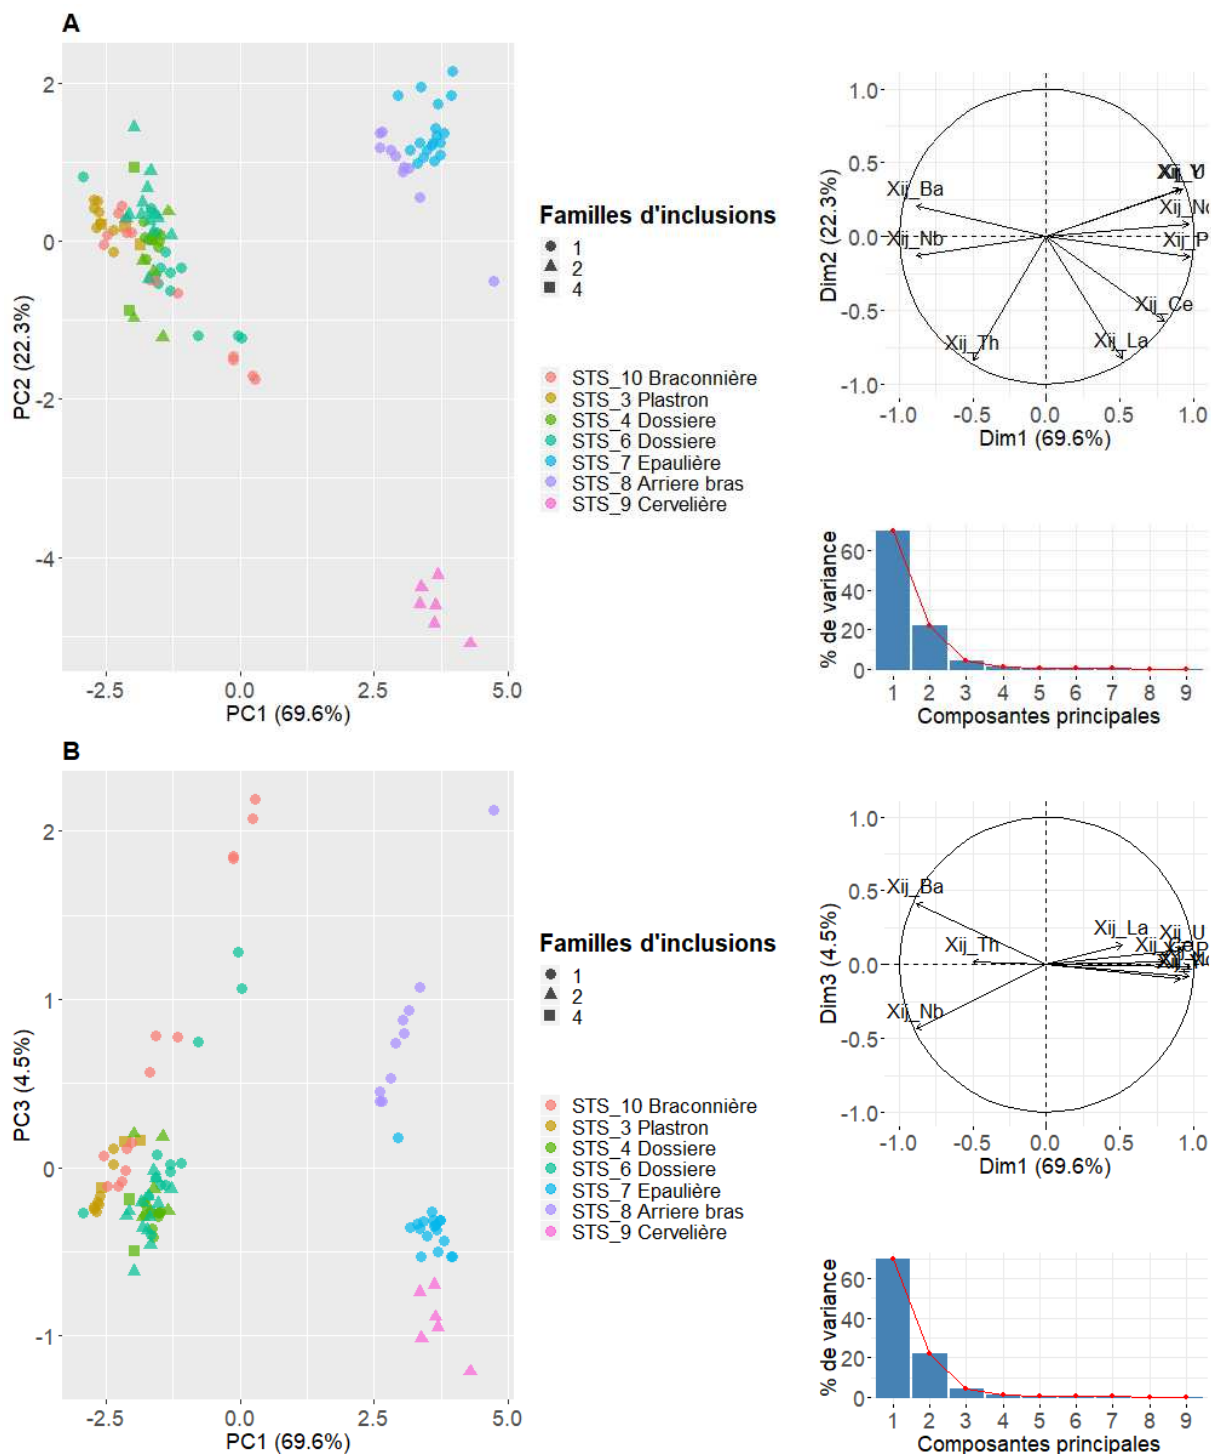 A
2
0
-2
-4
PC2 (22.3%)
-2.5
0.0
2.5
5.0
PC1 (69.6%)
Familles d'inclusions
1
2
4
STS_10 Braconnière
STS_3 Plastron
STS_4 Dossiere
STS_6 Dossiere
STS_7 Epaulière
STS_8 Arriere bras
STS_9 Cervelière
1.0
0.5
0.0
-0.5
-1.0
Dim2 (22.3%)
Xij_Ba
Xij_Nb
Xij_Th
Xij_La
Xij_Ce
Xij_P
-1.0
-0.5
0.0
0.5
1.0
Dim1 (69.6%)
60
40
20
0
% de variance
1
2
3
4
5
6
7
8
9
Composantes principales
B
2
1
0
-1
PC3 (4.5%)
-2.5
0.0
2.5
5.0
PC1 (69.6%)
Familles d'inclusions
1
2
4
STS_10 Braconnière
STS_3 Plastron
STS_4 Dossiere
STS_6 Dossiere
STS_7 Epaulière
STS_8 Arriere bras
STS_9 Cervelière
1.0
0.5
0.0
-0.5
-1.0
Dim3 (4.5%)
Xij_Ba
Xij_Th
Xij_Nb
Xij_La
Xij_U
-1.0
-0.5
0.0
0.5
1.0
Dim1 (69.6%)
60
40
20
0
% de variance
1
2
3
4
5
6
7
8
9
Composantes principales